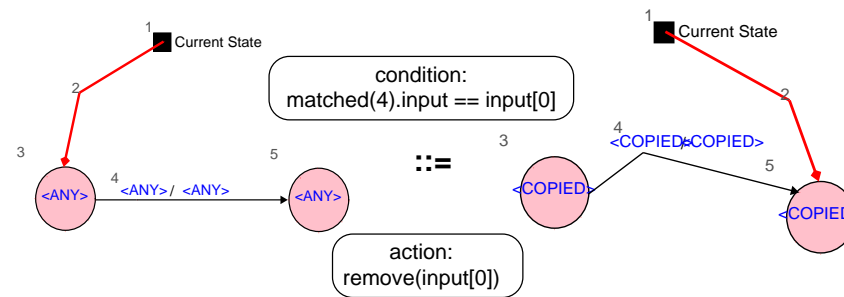 1
Current State
2
3
<ANY>
4
<ANY> / <ANY>
5
<ANY>
condition:
matched(4).input == input[0]
::=
action:
remove(input[0])
1
Current State
2
3
<COPIED>
4
<COPIED>/<COPIED>
5
<COPIED>